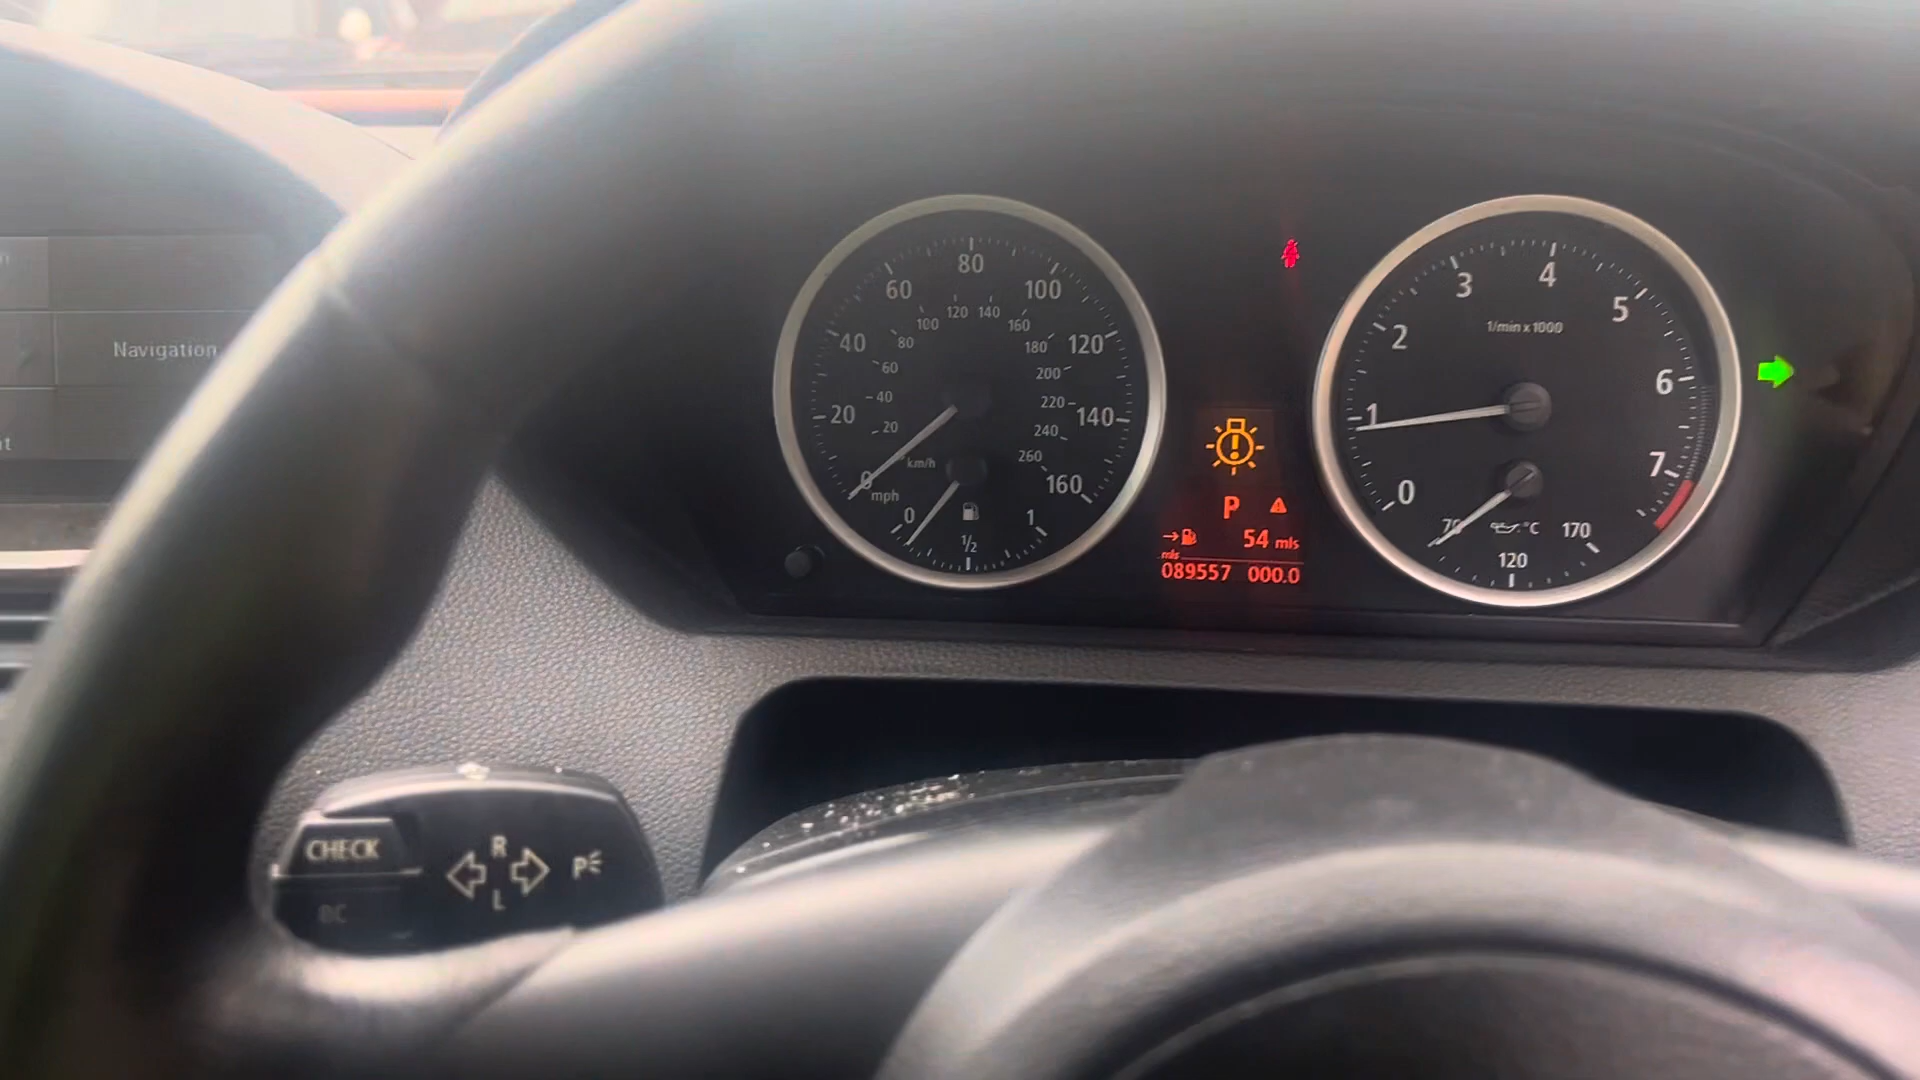 Navigation
80
60
100
40
120
20
140
0
160
120
140
100
160
80
180
60
200
40
220
20
240
260
km/h
mph
0
1/2
1
P
54 mls
mls
089557 000.0
4
3
5
2
1/min x 1000
6
1
7
0
°C
170
120
CHECK
BC
R
L
P